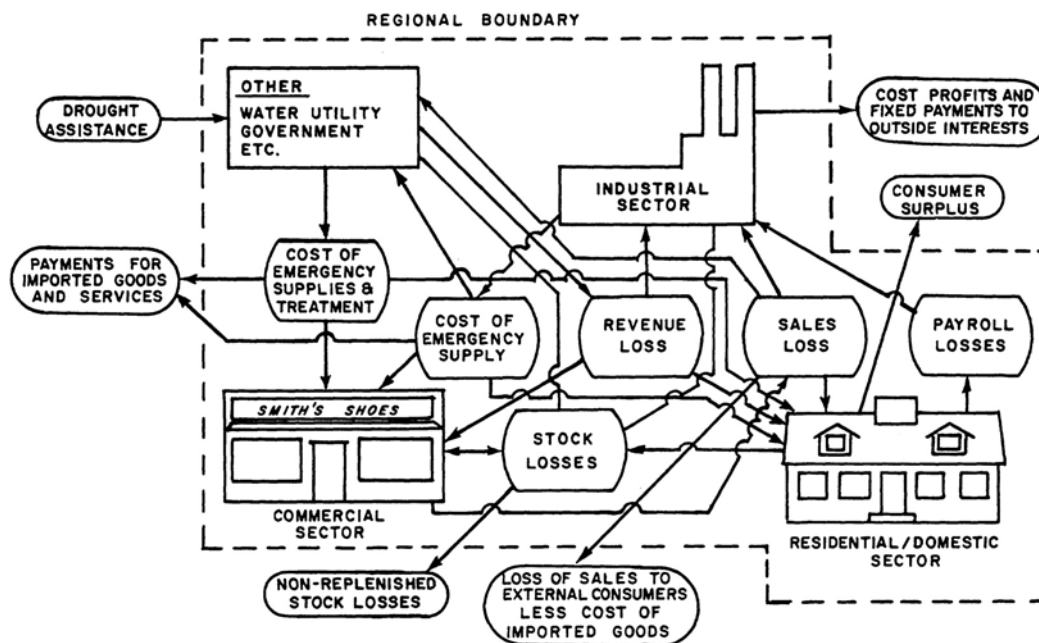 REGIONAL BOUNDARY
DROUGHT
ASSISTANCE
OTHER
WATER UTILITY
GOVERNMENT
ETC.
INDUSTRIAL
SECTOR
COST PROFITS AND
FIXED PAYMENTS TO
OUTSIDE INTERESTS
CONSUMER
SURPLUS
PAYMENTS FOR
IMPORTED GOODS
AND SERVICES
COST OF
EMERGENCY
SUPPLIES &
TREATMENT
COST OF
EMERGENCY
SUPPLY
REVENUE
LOSS
SALES
LOSS
PAYROLL
LOSSES
SMITH'S SHOES
STOCK
LOSSES
COMMERCIAL
SECTOR
RESIDENTIAL/DOMESTIC
SECTOR
NON-REPLENISHED
STOCK LOSSES
LOSS OF SALES TO
EXTERNAL CONSUMERS
LESS COST OF
IMPORTED GOODS